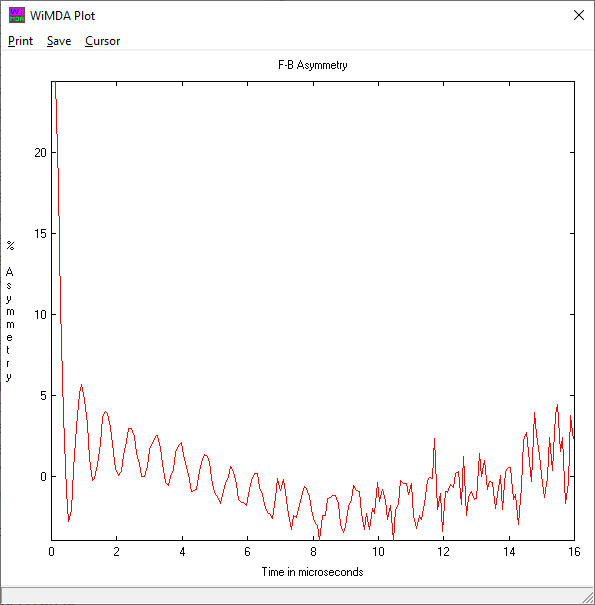 WiMDA Plot
Print Save Cursor
F-B Asymmetry
20
15
10
5
0
% Asymmetry
0 2 4 6 8 10 12 14 16
Time in microseconds